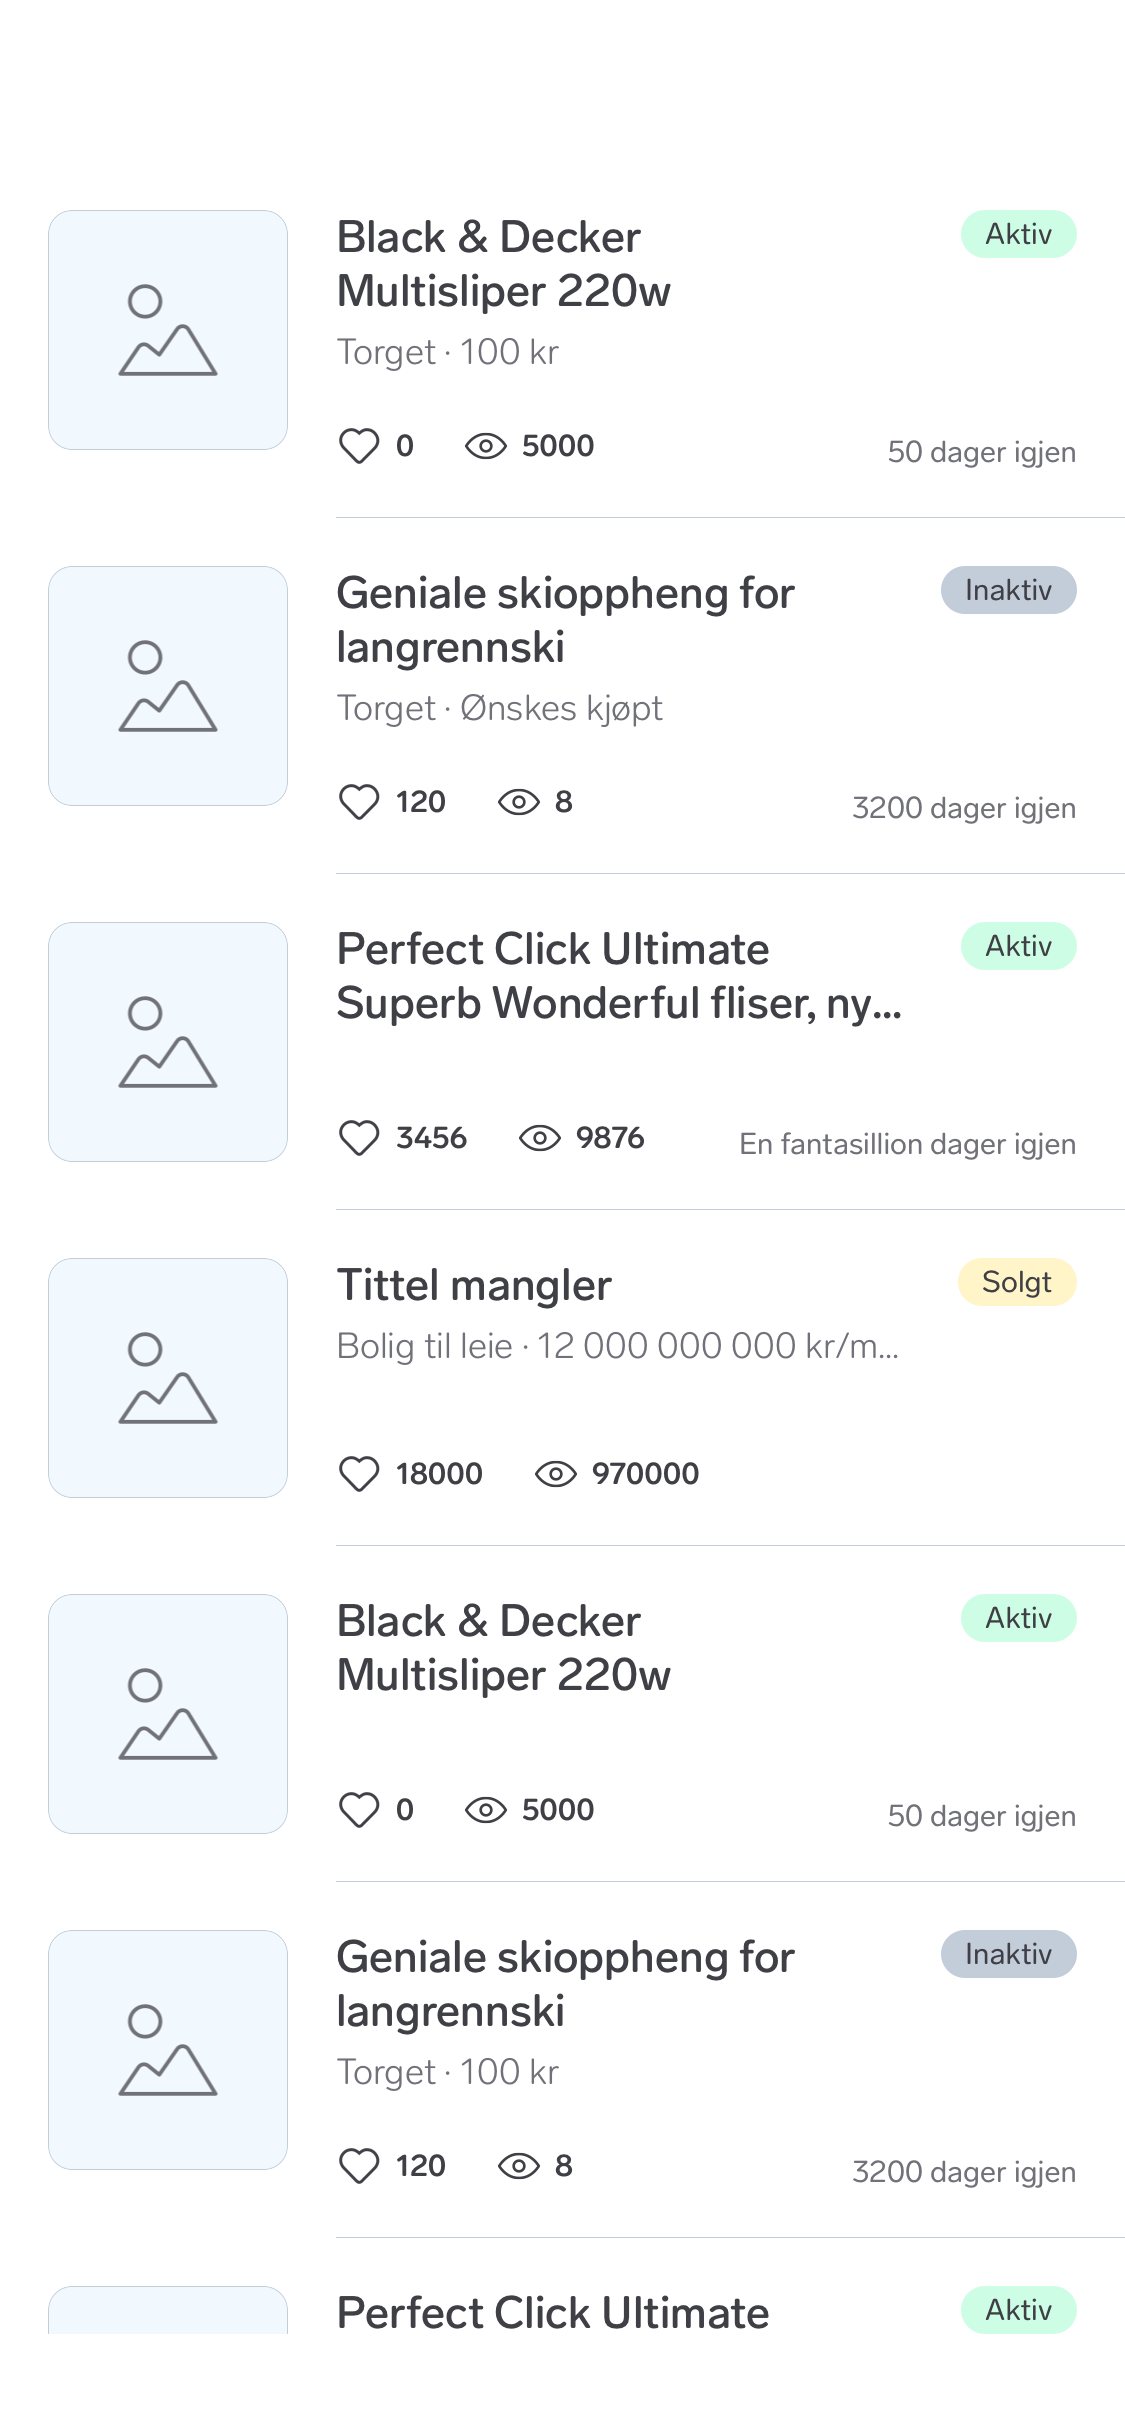 Black & Decker
Aktiv
Multisliper 220w
Torget · 100 kr
0
5000
50 dager igjen
Geniale skioppheng for
Inaktiv
langrennski
Torget · Ønskes kjøpt
120
8
3200 dager igjen
Perfect Click Ultimate
Aktiv
Superb Wonderful fliser, ny...
3456
9876
En fantasillion dager igjen
Tittel mangler
Solgt
Bolig til leie · 12 000 000 000 kr/m...
18000
970000
Black & Decker
Aktiv
Multisliper 220w
0
5000
50 dager igjen
Geniale skioppheng for
Inaktiv
langrennski
Torget · 100 kr
120
8
3200 dager igjen
Perfect Click Ultimate
Aktiv